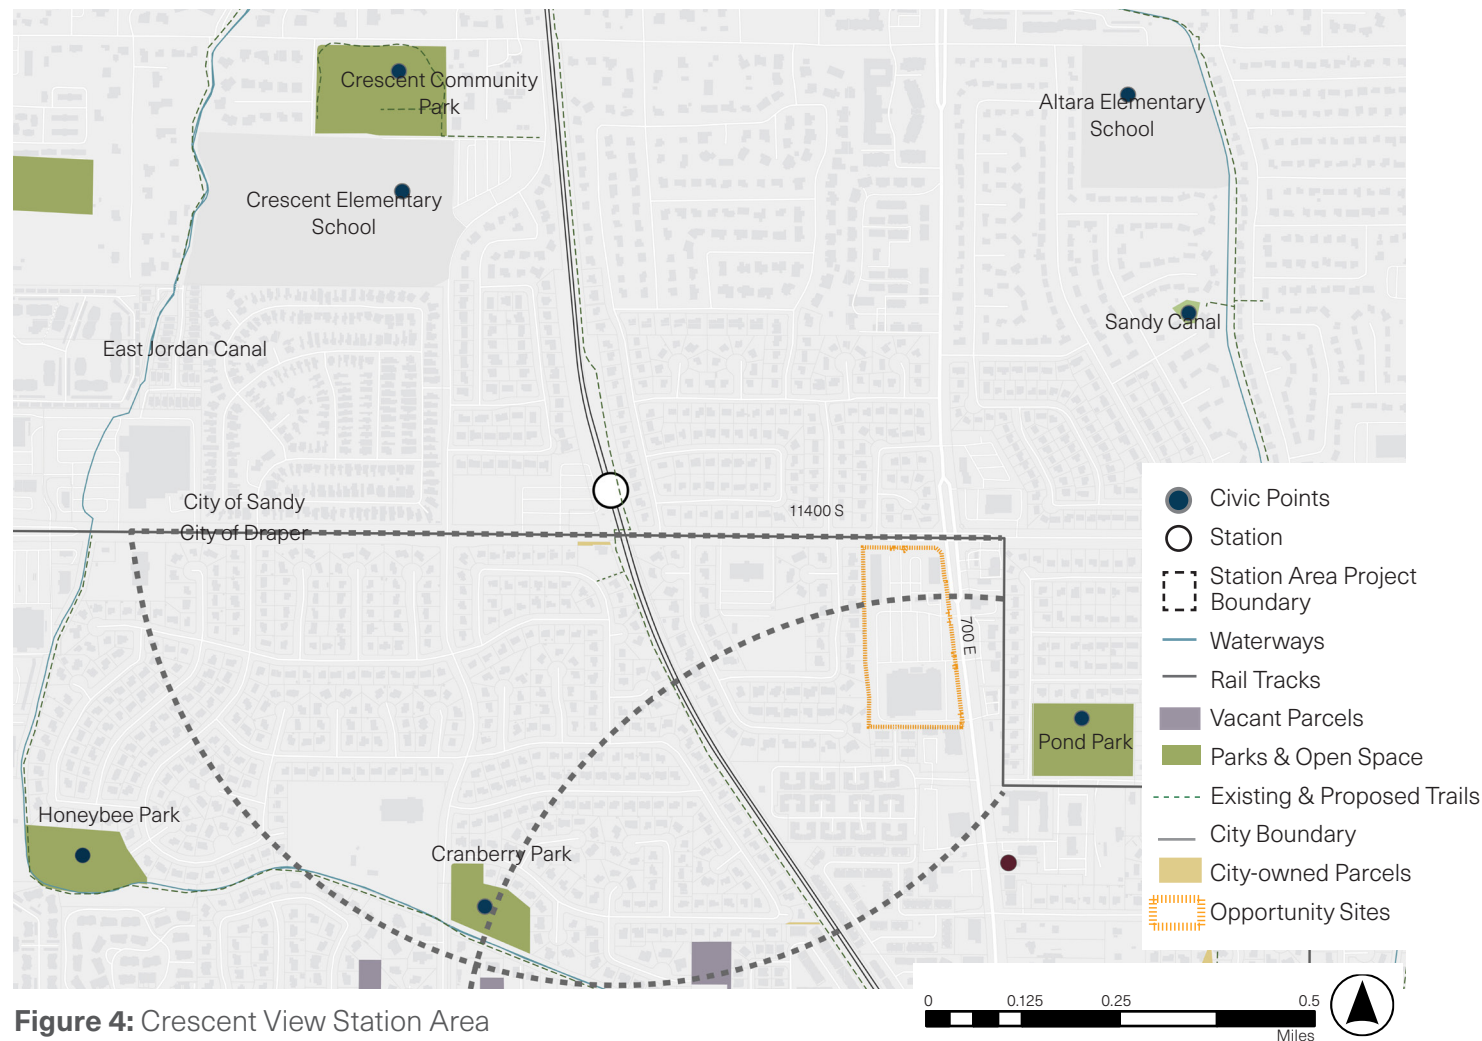 Crescent Community
Park
Altara Elementary
School
Crescent Elementary
School
Sandy Canal
East Jordan Canal
City of Sandy
City of Draper
11400 S
700 E
Pond Park
Honeybee Park
Cranberry Park
Civic Points
Station
Station Area Project
Boundary
Waterways
Rail Tracks
Vacant Parcels
Parks & Open Space
Existing & Proposed Trails
City Boundary
City-owned Parcels
Opportunity Sites
0 0.125 0.25 0.5
Miles
Figure 4: Crescent View Station Area